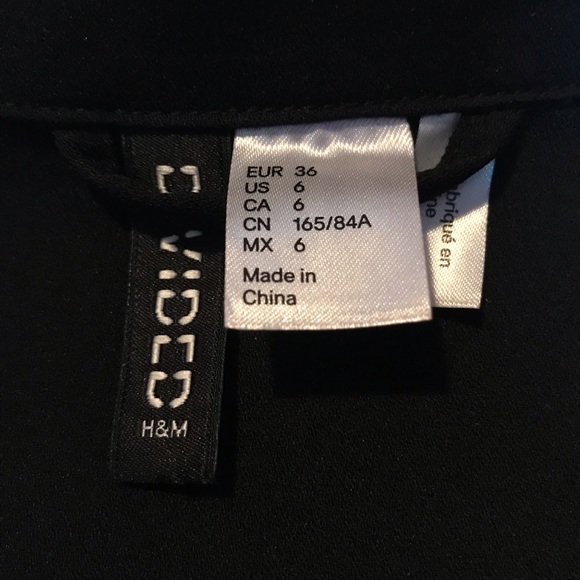 DIVIDED
H&M
EUR 36
US 6
CA 6
CN 165/84A
MX 6
Made in
China
briqué en